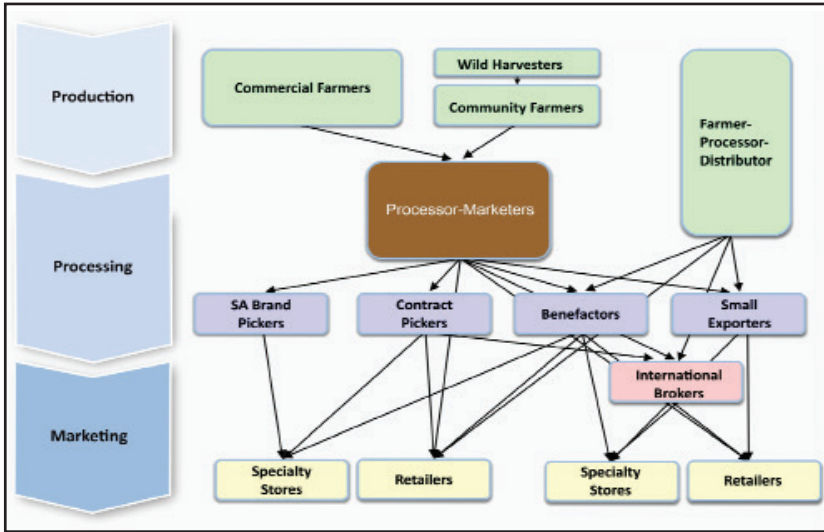 Production
Commercial Farmers
Wild Harvesters
Community Farmers
Farmer-
Processor-
Distributor
Processor-Marketers
Processing
SA Brand
Pickers
Contract
Pickers
Benefactors
Small
Exporters
International
Brokers
Marketing
Specialty
Stores
Retailers
Specialty
Stores
Retailers